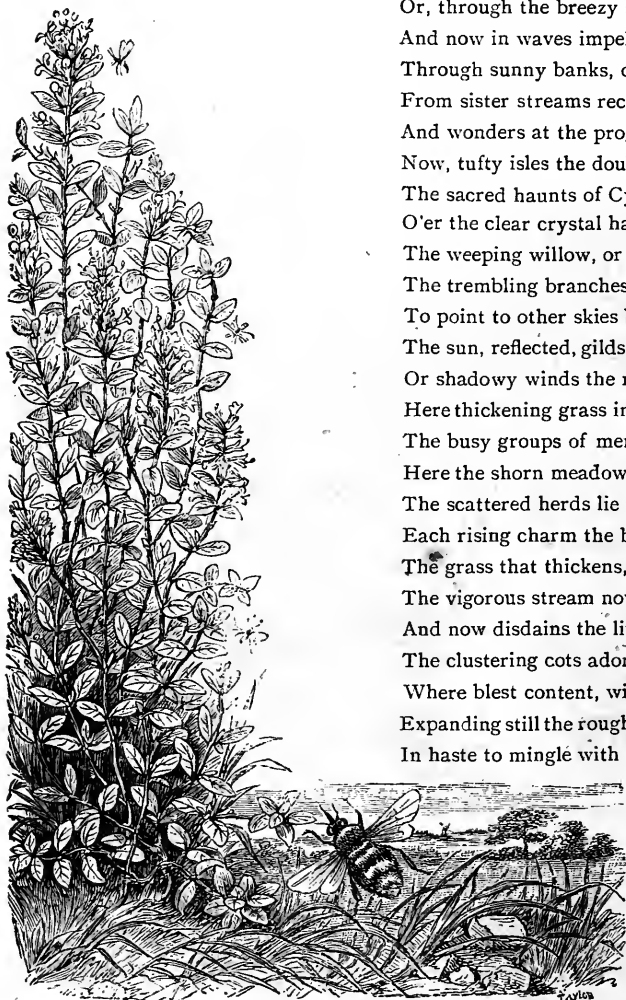 Or, through the breezy
And now in waves impel
Through sunny banks, o
From sister streams rec
And wonders at the pro
Now, tufty isles the dou
The sacred haunts of Cy
O'er the clear crystal ha
The weeping willow, or
The trembling branches
To point to other skies
The sun, reflected, gilds
Or shadowy winds the
Here thickening grass in
The busy groups of mer
Here the shorn meadow
The scattered herds lie
Each rising charm the b
The grass that thickens,
The vigorous stream no
And now disdains the li
The clustering cots ador
Where blest content, wi
Expanding still the rough
In haste to mingle with